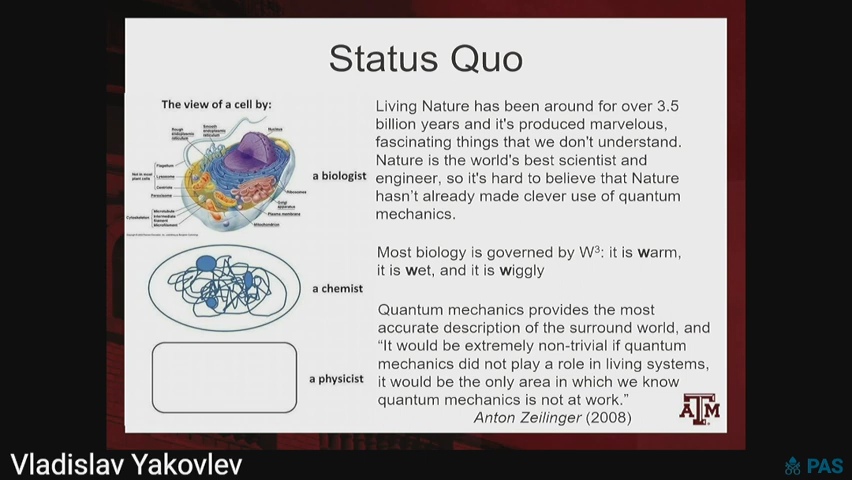 Status Quo
The view of a cell by:
a biologist
a chemist
a physicist
Living Nature has been around for over 3.5
billion years and it's produced marvelous,
fascinating things that we don't understand.
Nature is the world's best scientist and
engineer, so it's hard to believe that Nature
hasn't already made clever use of quantum
mechanics.
Most biology is governed by W³: it is warm,
it is wet, and it is wiggly
Quantum mechanics provides the most
accurate description of the surround world, and
“It would be extremely non-trivial if quantum
mechanics did not play a role in living systems,
it would be the only area in which we know
quantum mechanics is not at work.”
Anton Zeilinger (2008)
ATM
Vladislav Yakovlev
PAS